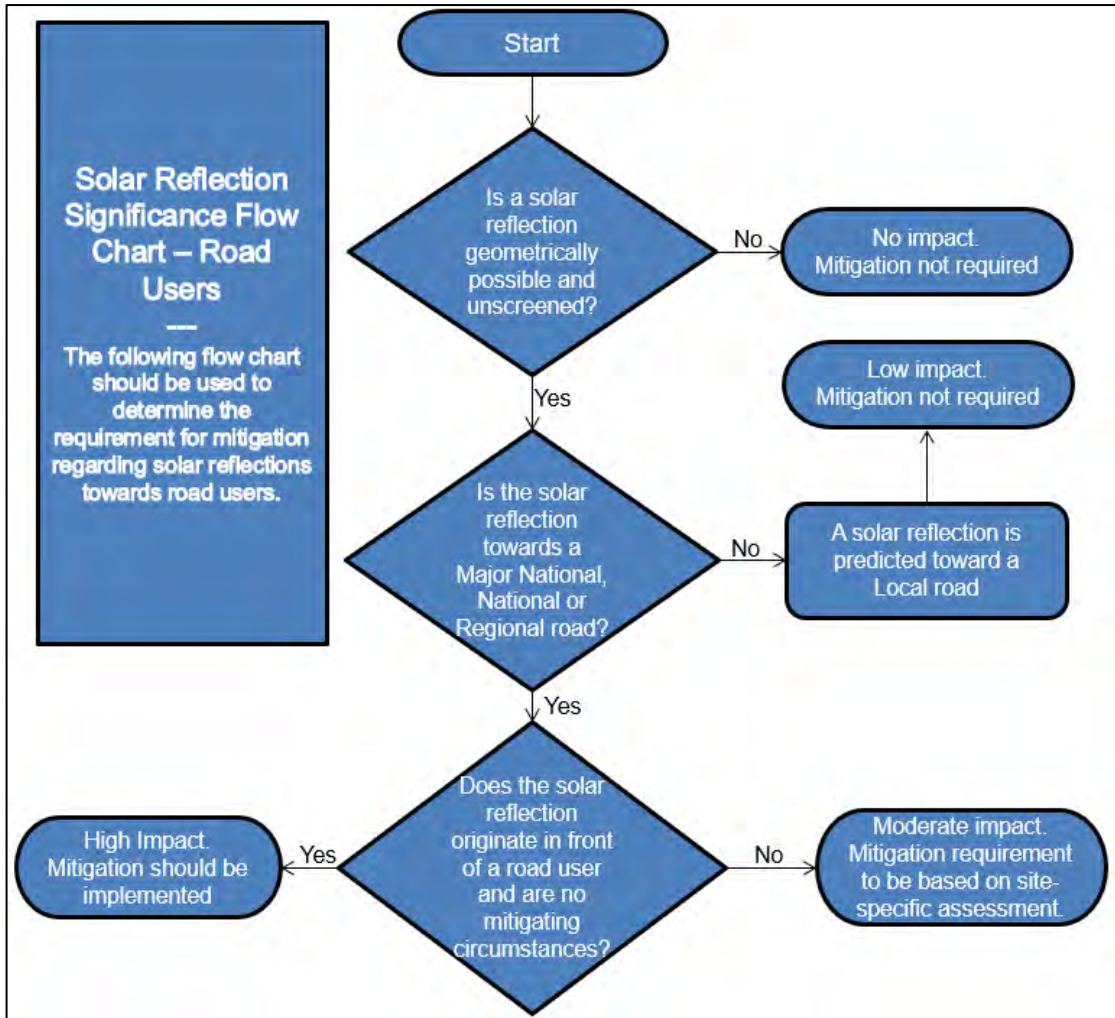 Solar Reflection
Significance Flow
Chart – Road
Users
---
The following flow chart
should be used to
determine the
requirement for mitigation
regarding solar reflections
towards road users.
Start
Is a solar
reflection
geometrically
possible and
unscreened?
No
No impact.
Mitigation not required
Yes
Low impact.
Mitigation not required
Is the solar
reflection
towards a
Major National,
National or
Regional road?
No
A solar reflection is
predicted toward a
Local road
Yes
Does the solar
reflection
originate in front
of a road user
and are no
mitigating
circumstances?
Yes
High Impact.
Mitigation should be
implemented
No
Moderate impact.
Mitigation requirement
to be based on site-
specific assessment.